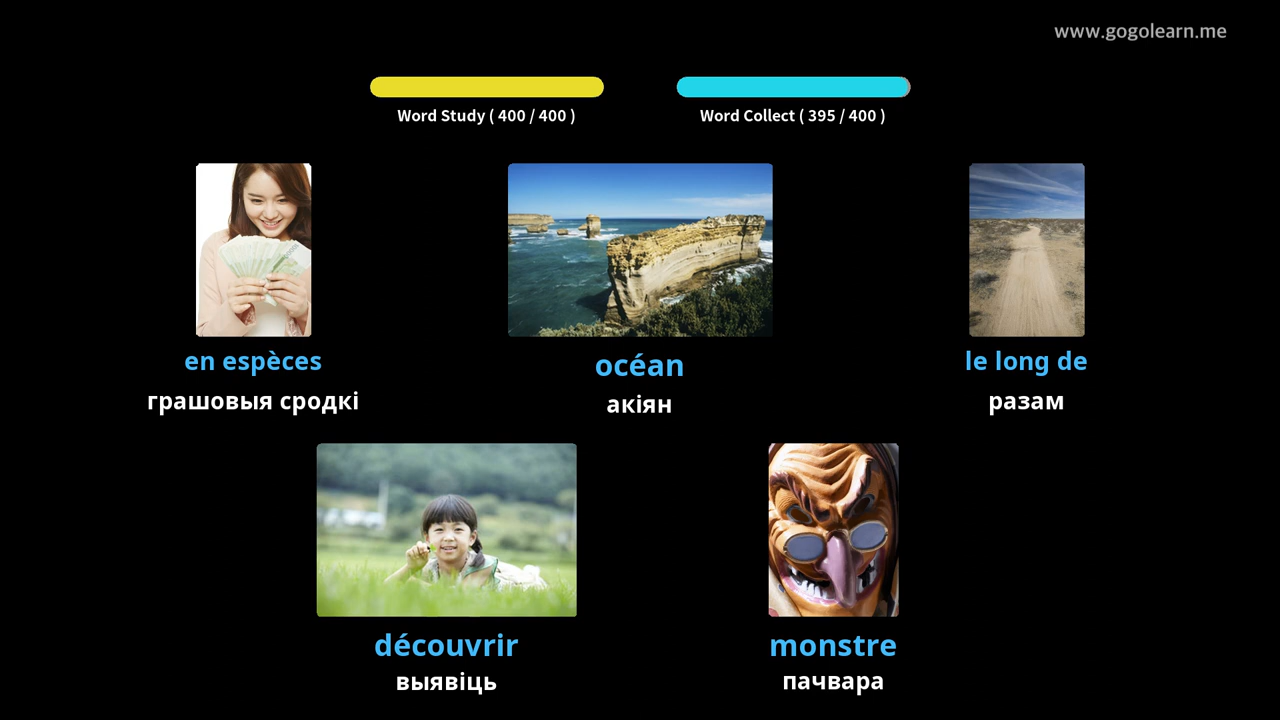 www.gogolearn.me
Word Study ( 400 / 400 )
Word Collect ( 395 / 400 )
en espèces
océan
le long de
грашовыя сродкі
акіян
разам
découvrir
monstre
выявіць
пачвара